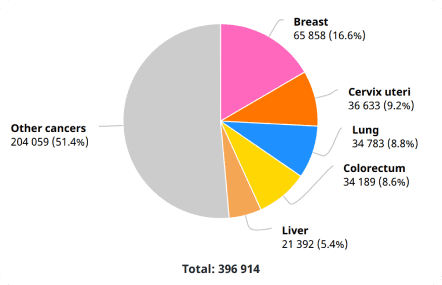 Breast
65 858 (16.6%)
Cervix uteri
36 633 (9.2%)
Lung
34 783 (8.8%)
Colorectum
34 189 (8.6%)
Liver
21 392 (5.4%)
Other cancers
204 059 (51.4%)
Total: 396 914